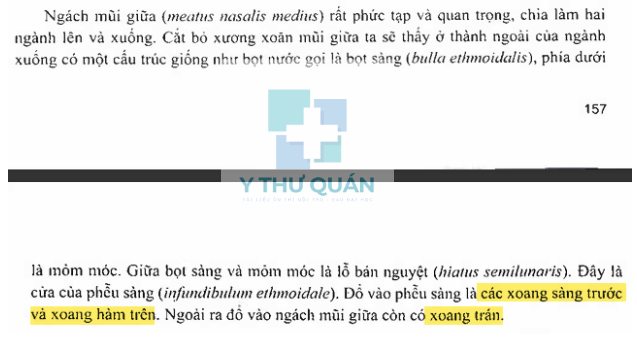 Ngách mũi giữa (meatus nasalis medius) rất phức tạp và quan trọng, chia làm hai
ngành lên và xuống. Cắt bỏ xương xoăn mũi giữa ta sẽ thấy ở thành ngoài của ngành
xuống có một cấu trúc giống như bọt nước gọi là bọt sàng (bulla ethmoidalis), phía dưới
157
Y THƯ QUÁN
là mỏm móc. Giữa bọt sàng và mỏm móc là lỗ bán nguyệt (hiatus semilunaris). Đây là
cửa của phễu sàng (infundibulum ethmoidale). Đổ vào phễu sàng là các xoang sàng trước
và xoang hàm trên. Ngoài ra đổ vào ngách mũi giữa còn có xoang trán.